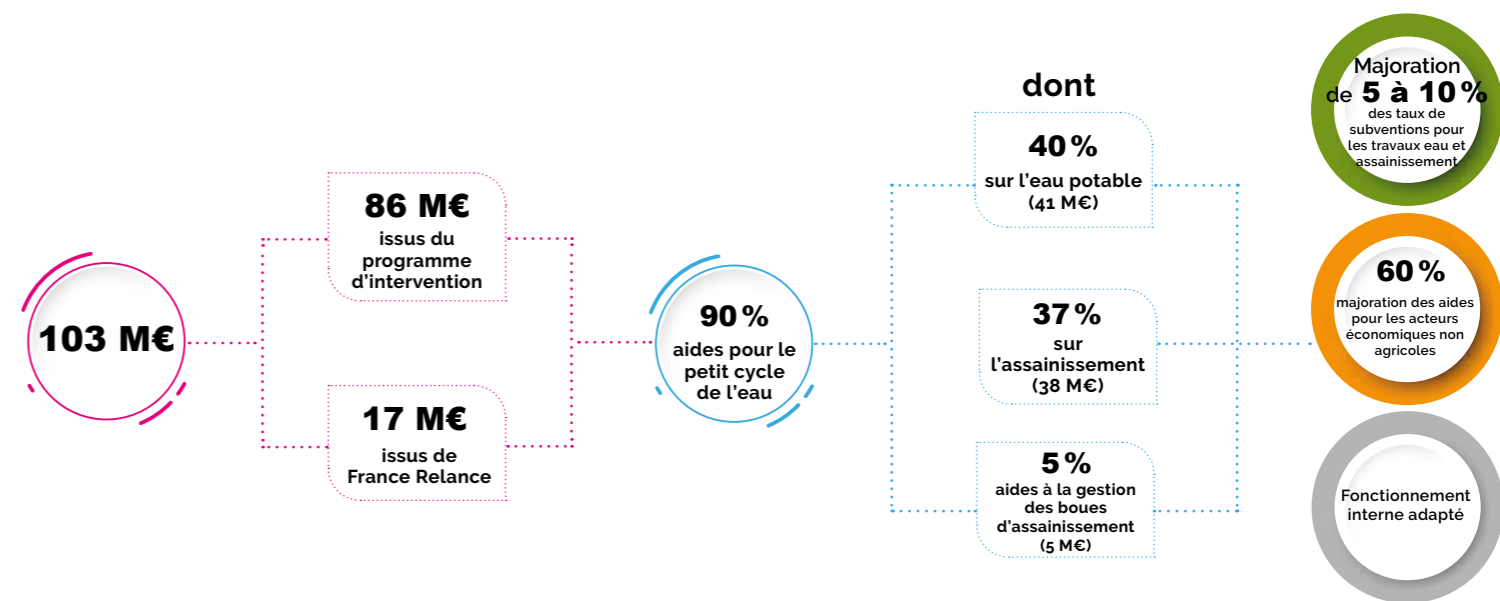 103 M€
86 M€
issus du
programme
d'intervention
17 M€
issus de
France Relance
90 %
aides pour le
petit cycle
de l'eau
dont
40 %
sur l'eau potable
(41 M€)
37 %
sur
l'assainissement
(38 M€)
5 %
aides à la gestion
des boues
d'assainissement
(5 M€)
Majoration
de 5 à 10 %
des taux de
subventions pour
les travaux eau et
assainissement
60 %
majoration des aides
pour les acteurs
économiques non
agricoles
Fonctionnement
interne adapté